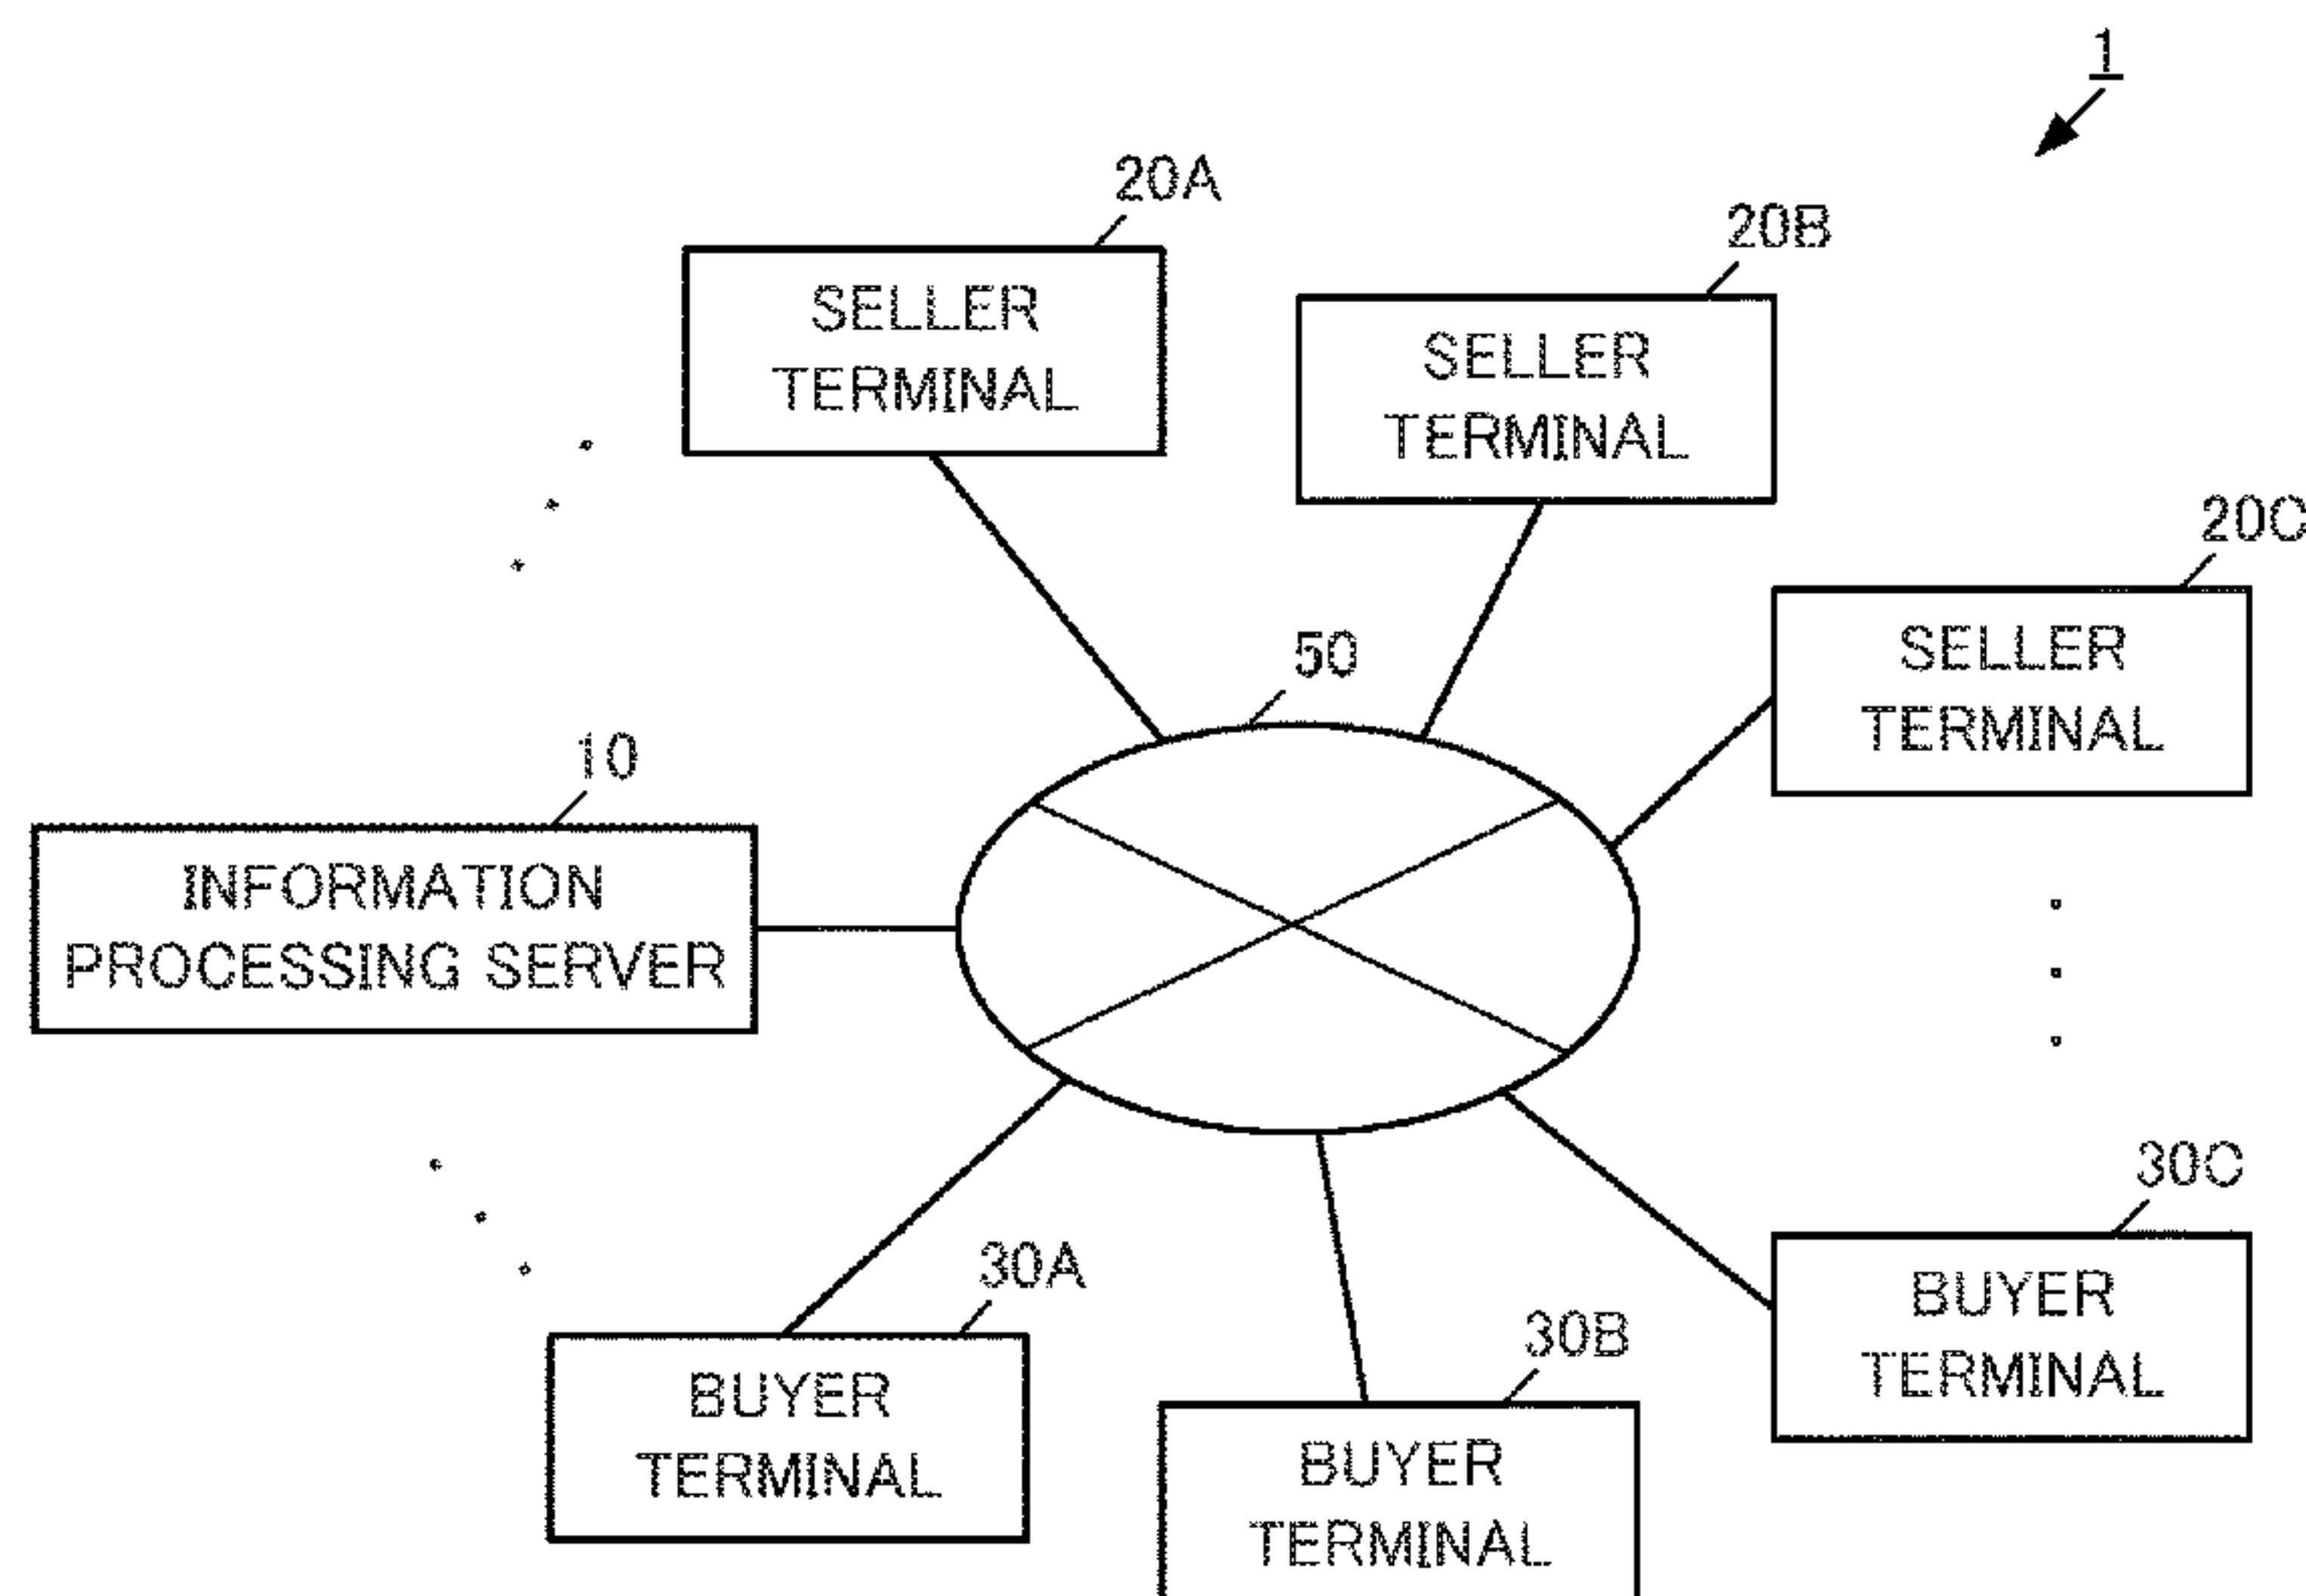 1
20A
SELLER
TERMINAL
20B
SELLER
TERMINAL
20C
SELLER
TERMINAL
50
10
INFORMATION
PROCESSING SERVER
30A
BUYER
TERMINAL
30B
BUYER
TERMINAL
30C
BUYER
TERMINAL